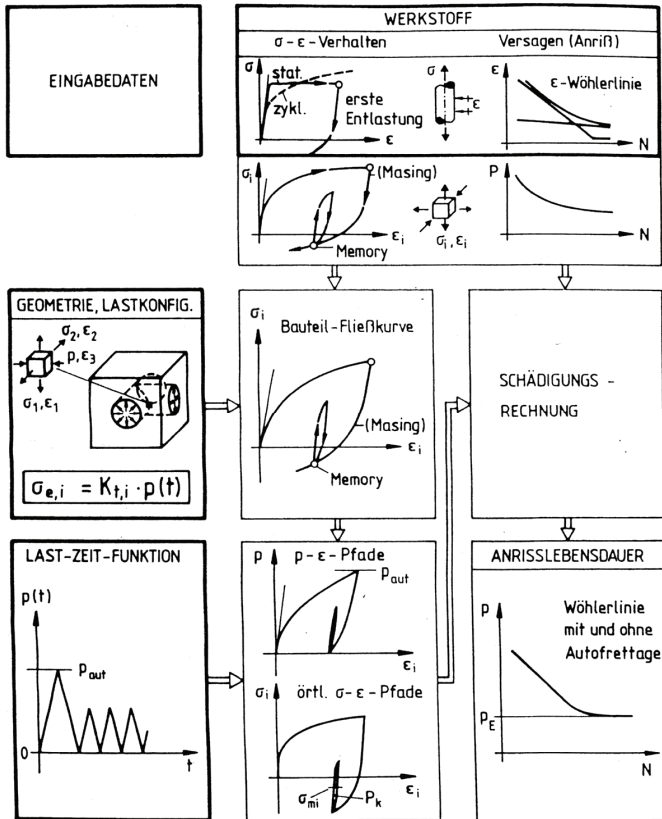 EINGABEDATEN
WERKSTOFF
σ-ε-Verhalten
Versagen (Anriß)
σ
stat.
zykl.
erste
Entlastung
ε
σ
ε
ε
ε-Wöhlerlinie
N
σi
(Masing)
εi
Memory
σi, εi
P
N
GEOMETRIE, LASTKONFIG.
σ2, ε2
p, ε3
σ1, ε1
σe,i = Kt,i · p(t)
σi
Bauteil-Fließkurve
(Masing)
εi
Memory
SCHÄDIGUNGS-
RECHNUNG
LAST-ZEIT-FUNKTION
p(t)
Paut
0
t
p
p-ε-Pfade
Paut
εi
σi
örtl. σ-ε-Pfade
εi
σmi
Pk
ANRISSLEBENSDAUER
p
Wöhlerlinie
mit und ohne
Autofrettage
PE
N